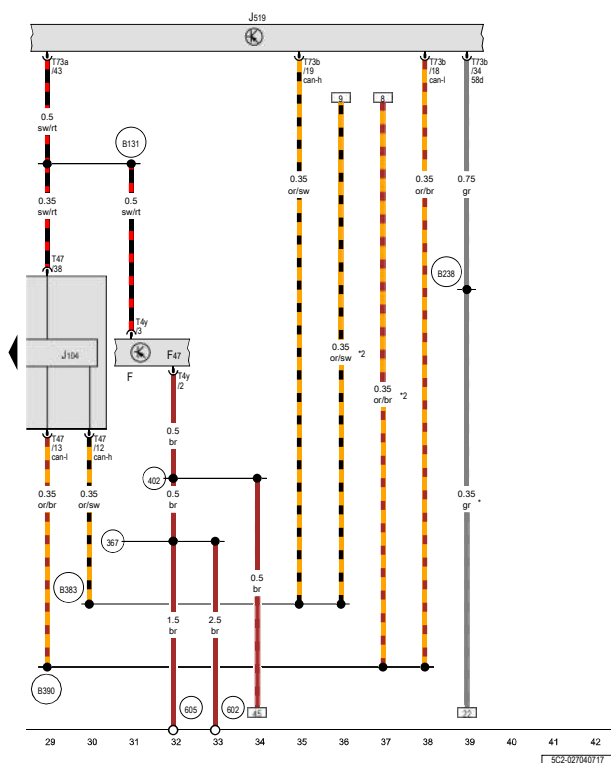 J519
T73a
/43
T73b
/19
can-h
T73b
/18
can-l
T73b
/34
58d
9
8
0.5
sw/rt
B131
0.35
sw/rt
0.5
sw/rt
0.35
or/sw
0.35
or/br
0.75
gr
T47
/38
B238
T4y
/3
J104
F47
F
T4y
/2
0.35
or/sw
*2
0.35
or/br
*2
0.5
br
T47
/13
can-l
T47
/12
can-h
402
0.35
or/br
0.35
or/sw
0.5
br
0.35
gr
*
367
B383
0.5
br
1.5
br
2.5
br
B390
605
602
45
22
29 30 31 32 33 34 35 36 37 38 39 40 41 42
5C2-027040717